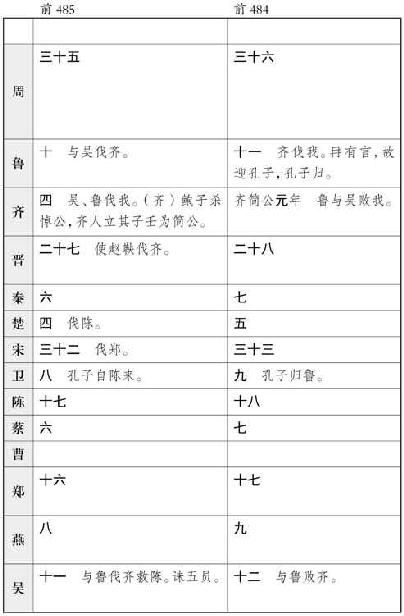 前 485 前 484
周 三十五 三十六
鲁 十 与吴伐齐。 十一 齐伐我。冉有言，故
迎孔子，孔子归。
齐 四 吴、鲁伐我。（齐）鲍子杀 齐简公元年 鲁与吴败我。
悼公，齐人立其子壬为简公。
晋 二十七 使赵鞅伐齐。 二十八
秦 六 七
楚 四 伐陈。 五
宋 三十二 伐郑。 三十三
卫 八 孔子自陈来。 九 孔子归鲁。
陈 十七 十八
蔡 六 七
曹
郑 十六 十七
燕 八 九
吴 十一 与鲁伐齐救陈。诛五员。 十二 与鲁败齐。